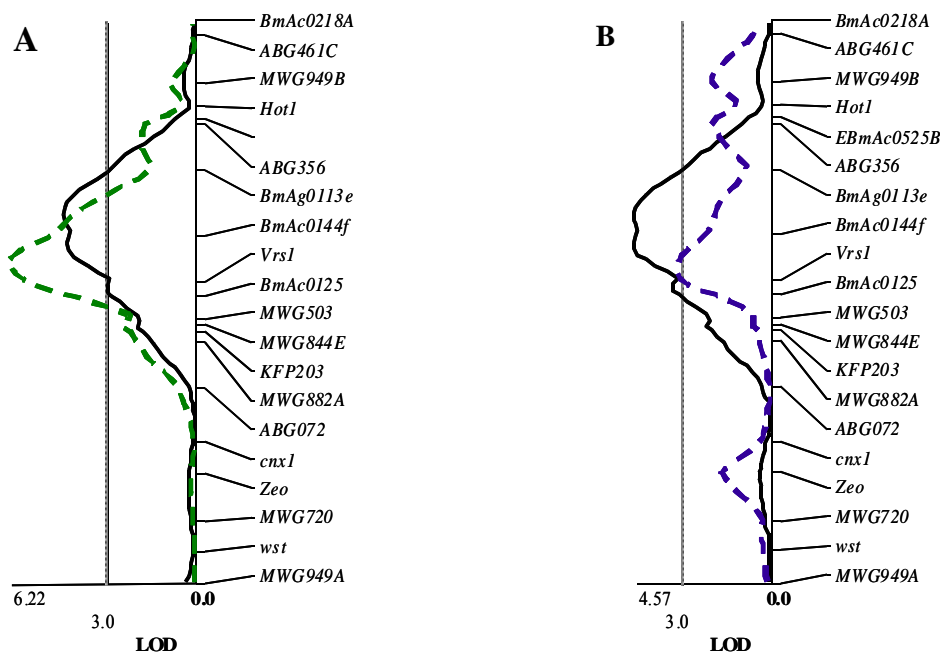 A
BmAc0218A
ABG461C
MWG949B
Hot1
ABG356
BmAg0113e
BmAc0144f
Vrs1
BmAc0125
MWG503
MWG844E
KFP203
MWG882A
ABG072
cnx1
Zeo
MWG720
wst
MWG949A
6.22
0.0
3.0
LOD
B
BmAc0218A
ABG461C
MWG949B
Hot1
EBmAc0525B
ABG356
BmAg0113e
BmAc0144f
Vrs1
BmAc0125
MWG503
MWG844E
KFP203
MWG882A
ABG072
cnx1
Zeo
MWG720
wst
MWG949A
4.57
0.0
3.0
LOD